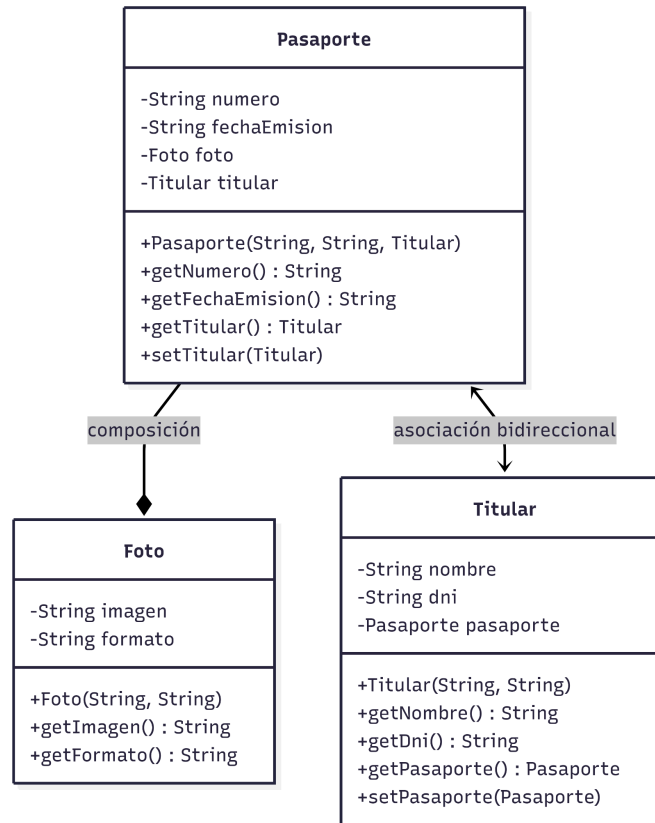 Pasaporte
-String numero
-String fechaEmision
-Foto foto
-Titular titular
+Pasaporte(String, String, Titular)
+getNumero() : String
+getFechaEmision() : String
+getTitular() : Titular
+setTitular(Titular)
composición
asociación bidireccional
Foto
-String imagen
-String formato
+Foto(String, String)
+getImagen() : String
+getFormato() : String
Titular
-String nombre
-String dni
-Pasaporte pasaporte
+Titular(String, String)
+getNombre() : String
+getDni() : String
+getPasaporte() : Pasaporte
+setPasaporte(Pasaporte)